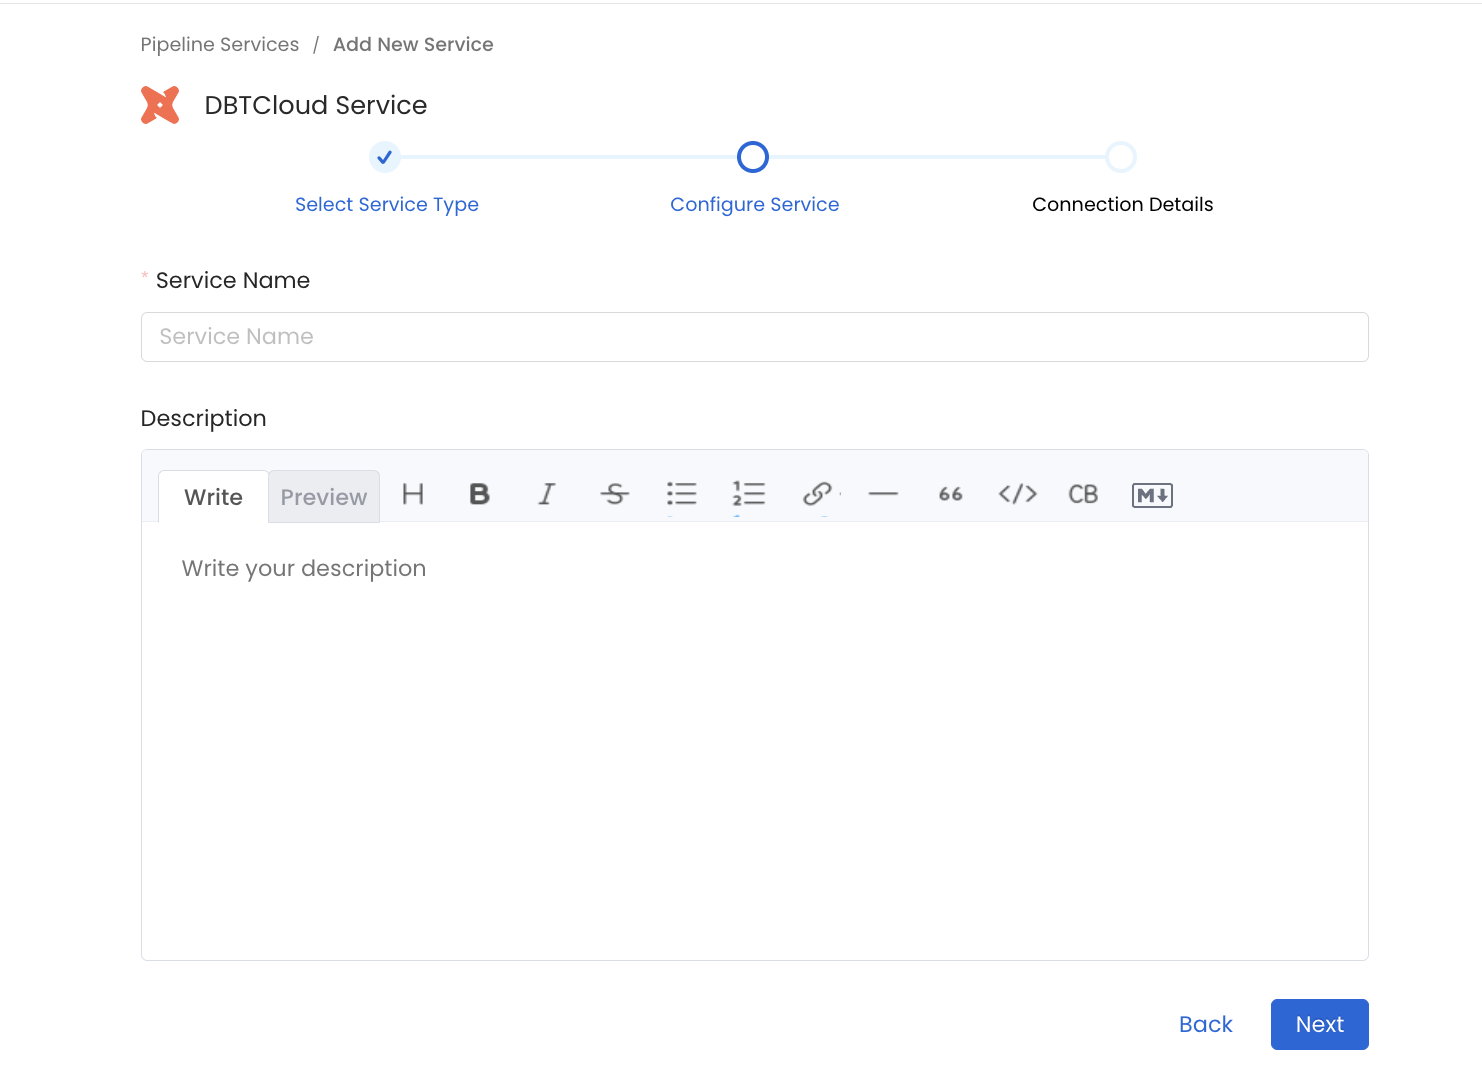 Pipeline Services / Add New Service
DBTCloud Service
Select Service Type
Configure Service
Connection Details
* Service Name
Service Name
Description
Write Preview H B I S </> CB M
Write your description
Back Next